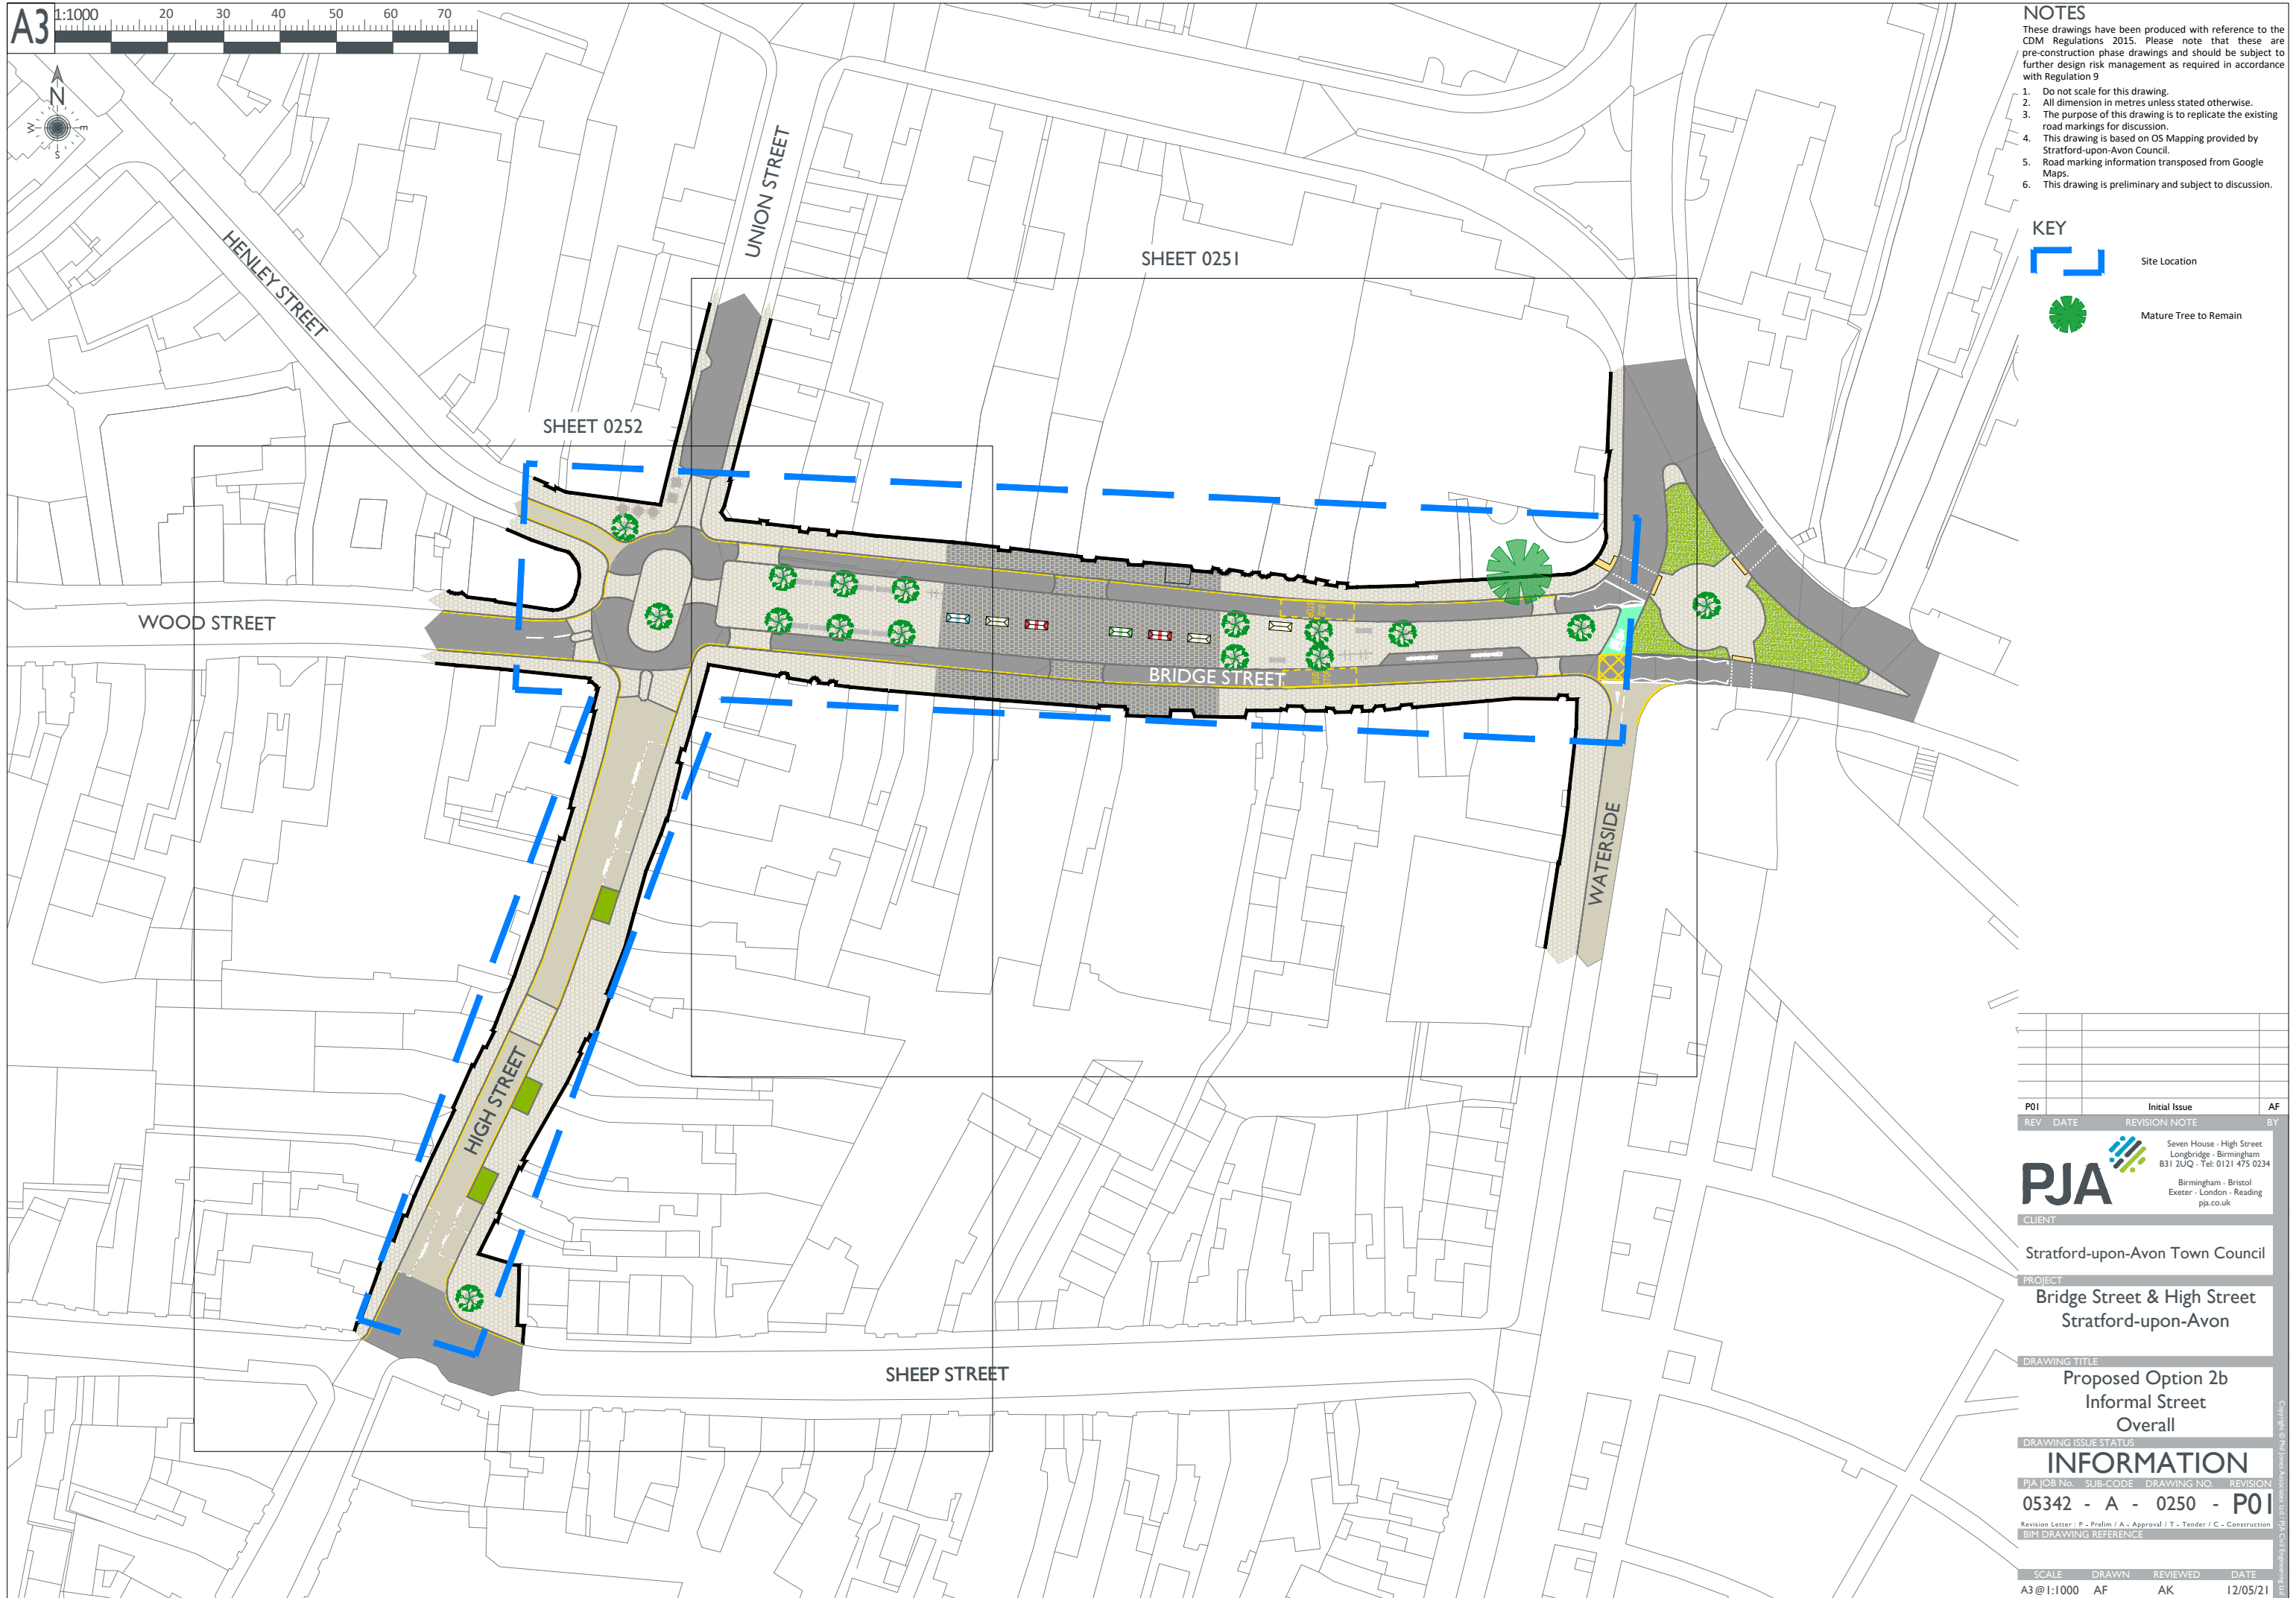 A3
1:1000 20 30 40 50 60 70
N
W E
S
HENLEY STREET
UNION STREET
SHEET 0251
SHEET 0252
WOOD STREET
BRIDGE STREET
WATERSIDE
HIGH STREET
SHEEP STREET
NOTES
These drawings have been produced with reference to the
CDM Regulations 2015. Please note that these are
pre-construction phase drawings and should be subject to
further design risk management as required in accordance
with Regulation 9
1. Do not scale for this drawing.
2. All dimension in metres unless stated otherwise.
3. The purpose of this drawing is to replicate the existing
road markings for discussion.
4. This drawing is based on OS Mapping provided by
Stratford-upon-Avon Council.
5. Road marking information transposed from Google
Maps.
6. This drawing is preliminary and subject to discussion.
KEY
Site Location
Mature Tree to Remain
P01 Initial Issue AF
REV DATE REVISION NOTE BY
PJA
Seven House - High Street
Longbridge - Birmingham
B31 2UQ - Tel: 0121 475 0234
Birmingham - Bristol
Exeter - London - Reading
pja.co.uk
CLIENT
Stratford-upon-Avon Town Council
PROJECT
Bridge Street & High Street
Stratford-upon-Avon
DRAWING TITLE
Proposed Option 2b
Informal Street
Overall
DRAWING ISSUE STATUS
INFORMATION
PJA JOB No. SUB-CODE DRAWING NO. REVISION
05342 - A - 0250 - P01
Revision Letter : P - Prelim / A - Approval / T - Tender / C - Construction
BIM DRAWING REFERENCE
SCALE DRAWN REVIEWED DATE
A3@1:1000 AF AK 12/05/21